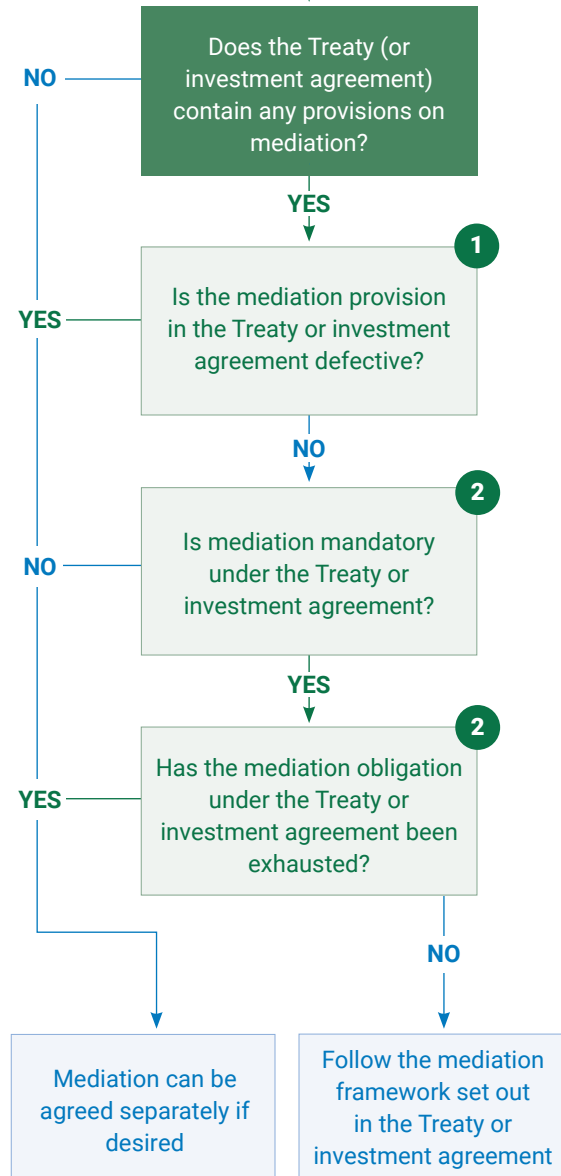 Does the Treaty (or
investment agreement)
contain any provisions on
mediation?
NO
YES
1
Is the mediation provision
in the Treaty or investment
agreement defective?
YES
NO
2
Is mediation mandatory
under the Treaty or
investment agreement?
NO
YES
2
Has the mediation obligation
under the Treaty or
investment agreement been
exhausted?
YES
NO
Mediation can be
agreed separately if
desired
Follow the mediation
framework set out
in the Treaty or
investment agreement